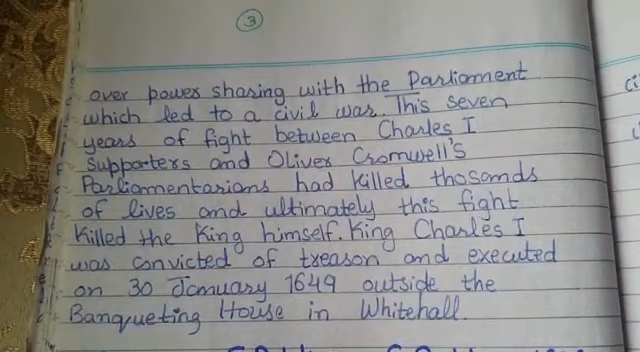 3
over power sharing with the Parliament
which led to a civil war. This seven
years of fight between Charles I
Supporters and Oliver Cromwell's
Parliamentarians had killed thosands
of lives and ultimately this fight
killed the King himself. King Charles I
was convicted of treason and executed
on 30 January 1649 outside the
Banqueting House in Whitehall.